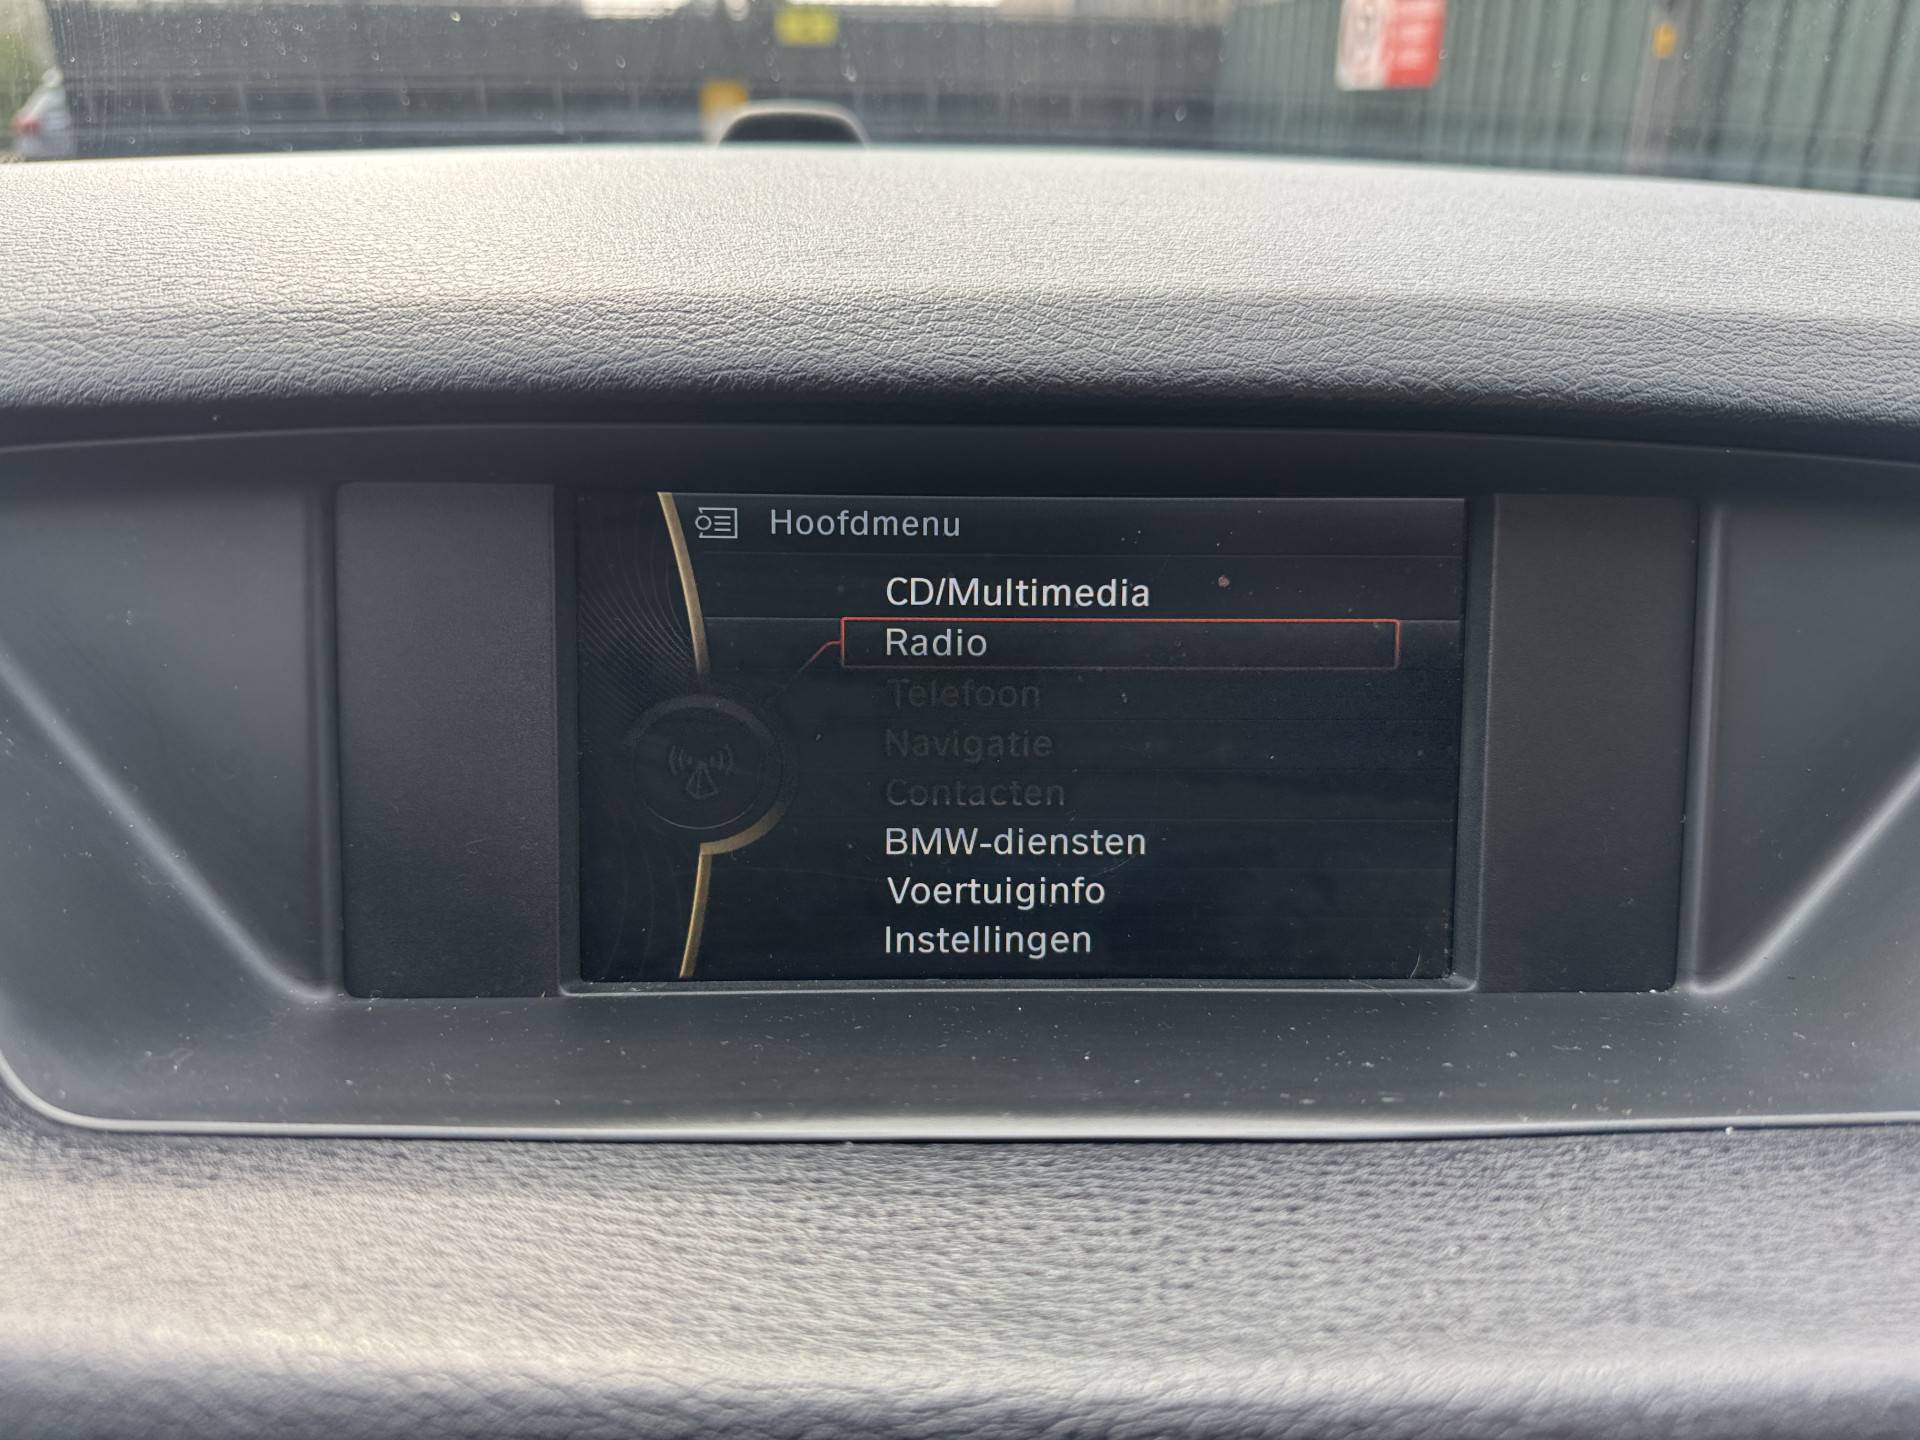 Hoofdmenu
CD/Multimedia
Radio
Telefoon
Navigatie
Contacten
BMW-diensten
Voertuiginfo
Instellingen